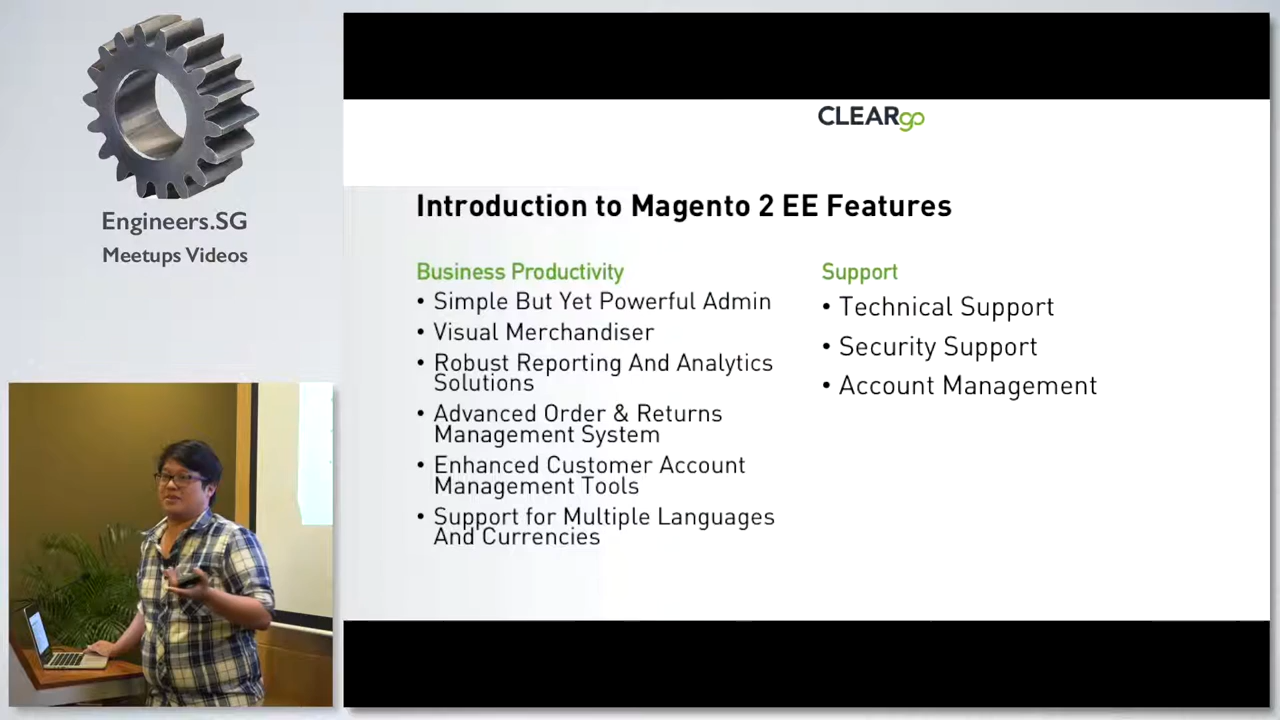 Engineers.SG
Meetups Videos
CLEARgo
Introduction to Magento 2 EE Features
Business Productivity
• Simple But Yet Powerful Admin
• Visual Merchandiser
• Robust Reporting And Analytics
Solutions
• Advanced Order & Returns
Management System
• Enhanced Customer Account
Management Tools
• Support for Multiple Languages
And Currencies
Support
• Technical Support
• Security Support
• Account Management